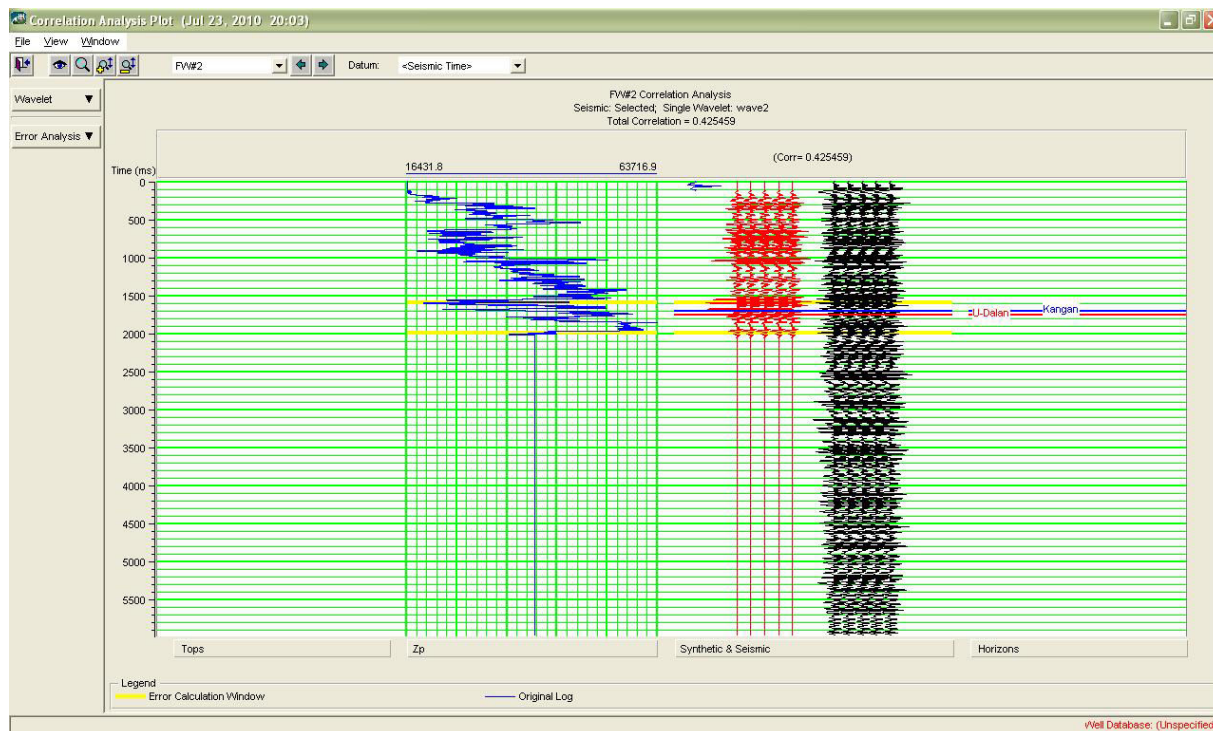 Correlation Analysis Plot (Jul 23, 2010 20:03)
File View Window
FW#2 Datum: <Seismic Time>
Wavelet
Error Analysis
FW#2 Correlation Analysis
Seismic: Selected; Single Wavelet: wave2
Total Correlation = 0.425459
(Corr= 0.425459)
Time (ms) 16431.8 63716.9
0
500
1000
1500
Kangan
U-Dalan
2000
2500
3000
3500
4000
4500
5000
5500
Tops Zp Synthetic & Seismic Horizons
Legend
Error Calculation Window Original Log
Well Database: (Unspecified